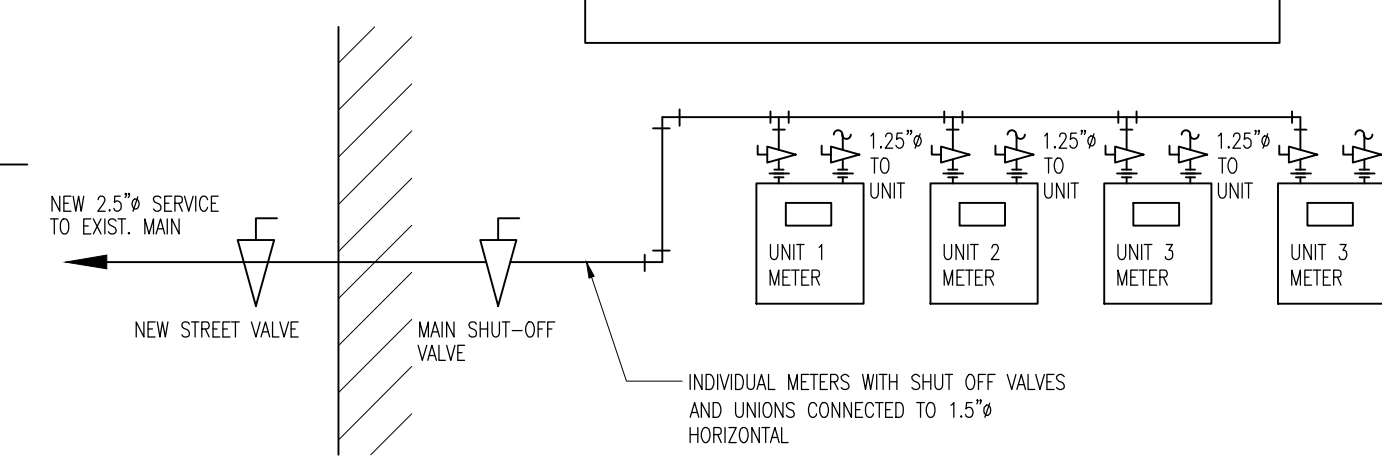 NEW 2.5"ø SERVICE
TO EXIST. MAIN
NEW STREET VALVE
MAIN SHUT-OFF
VALVE
1.25"ø
TO
UNIT
1.25"ø
TO
UNIT
1.25"ø
TO
UNIT
UNIT 1
METER
UNIT 2
METER
UNIT 3
METER
UNIT 3
METER
INDIVIDUAL METERS WITH SHUT OFF VALVES
AND UNIONS CONNECTED TO 1.5"ø
HORIZONTAL